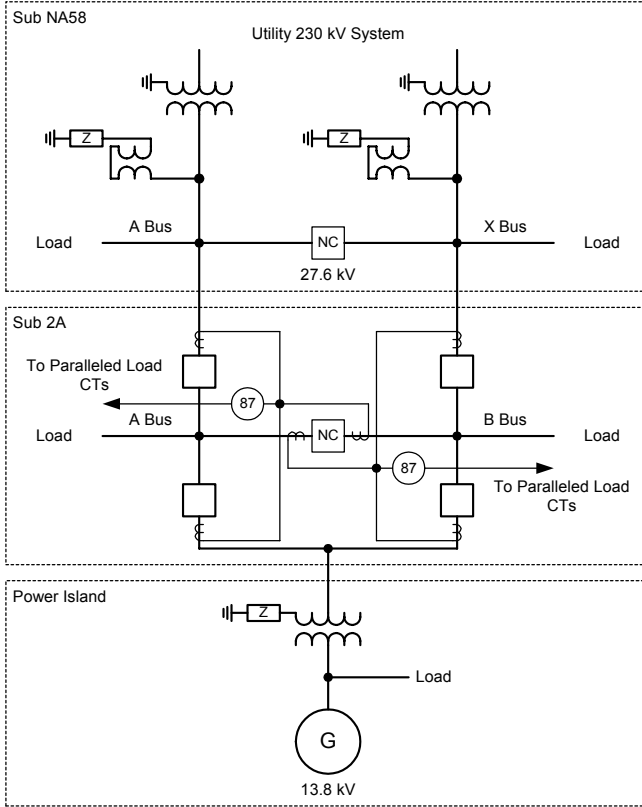 Sub NA58
Utility 230 kV System
Z
Z
A Bus
X Bus
Load
NC
Load
27.6 kV
Sub 2A
To Paralleled Load
CTs
87
A Bus
B Bus
Load
NC
Load
87
To Paralleled Load
CTs
Power Island
Z
Load
G
13.8 kV